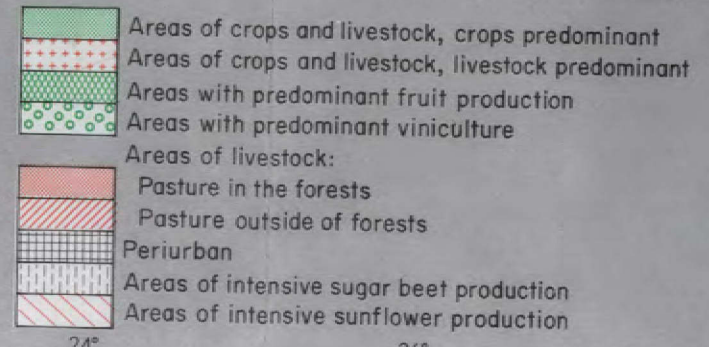 Areas of crops and livestock, crops predominant
Areas of crops and livestock, livestock predominant
Areas with predominant fruit production
Areas with predominant viniculture
Areas of livestock:
Pasture in the forests
Pasture outside of forests
Periurban
Areas of intensive sugar beet production
Areas of intensive sunflower production
24°